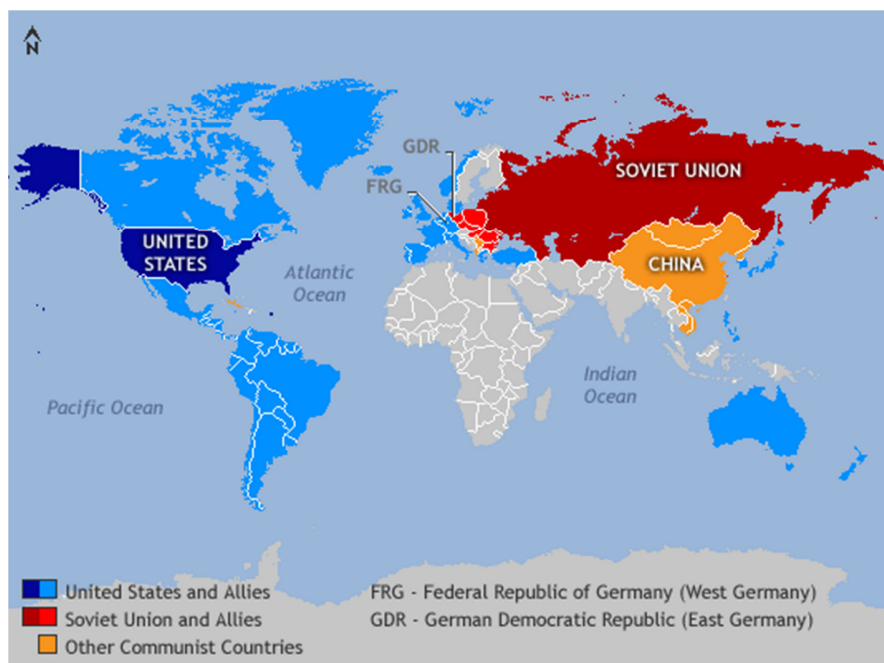 N
GDR
FRG
SOVIET UNION
UNITED
STATES
CHINA
Atlantic
Ocean
Indian
Ocean
Pacific Ocean
United States and Allies
Soviet Union and Allies
Other Communist Countries
FRG - Federal Republic of Germany (West Germany)
GDR - German Democratic Republic (East Germany)